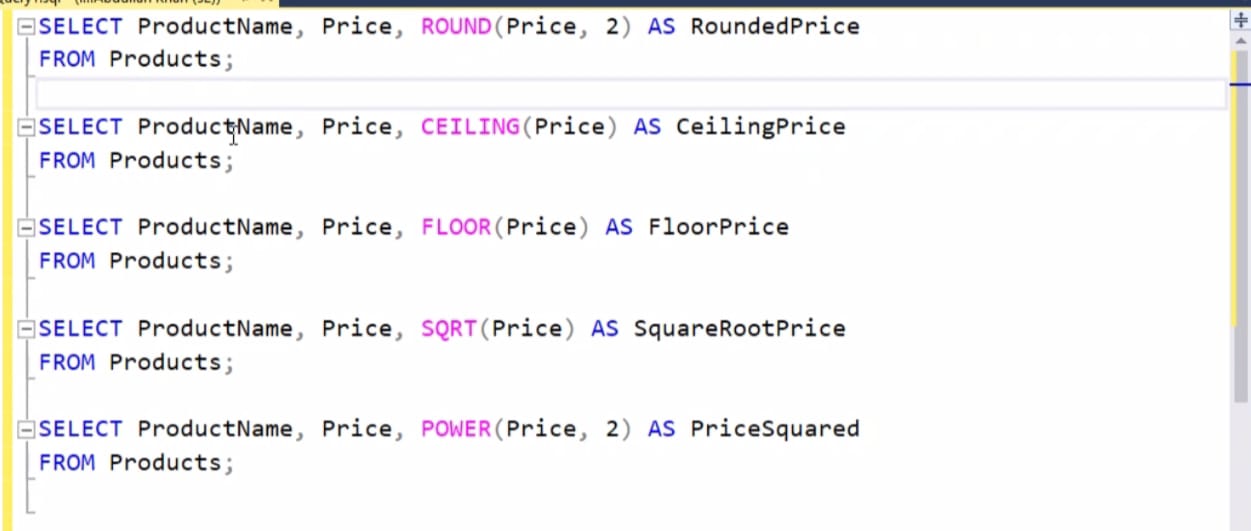 SELECT ProductName, Price, ROUND(Price, 2) AS RoundedPrice
FROM Products;
SELECT ProductName, Price, CEILING(Price) AS CeilingPrice
FROM Products;
SELECT ProductName, Price, FLOOR(Price) AS FloorPrice
FROM Products;
SELECT ProductName, Price, SQRT(Price) AS SquareRootPrice
FROM Products;
SELECT ProductName, Price, POWER(Price, 2) AS PriceSquared
FROM Products;